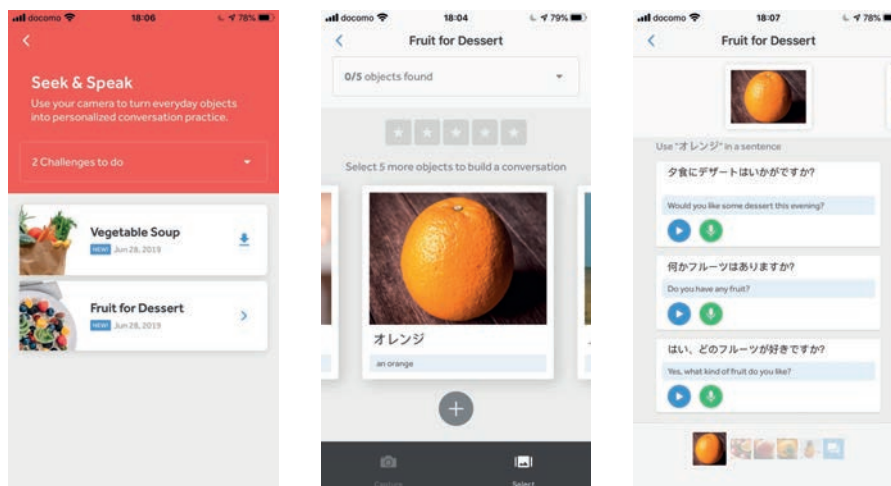 docomo 18:06 78%
Seek & Speak
Use your camera to turn everyday objects
into personalized conversation practice.
2 Challenges to do
Vegetable Soup
NEW! Jun 28, 2019
Fruit for Dessert
NEW! Jun 28, 2019
docomo 18:04 79%
Fruit for Dessert
0/5 objects found
Select 5 more objects to build a conversation
オレンジ
an orange
Capture Select
docomo 18:07 78%
Fruit for Dessert
Use "オレンジ" in a sentence
夕食にデザートはいかがですか?
Would you like some dessert this evening?
何かフルーツはありますか?
Do you have any fruit?
はい、どのフルーツが好きですか?
Yes, what kind of fruit do you like?